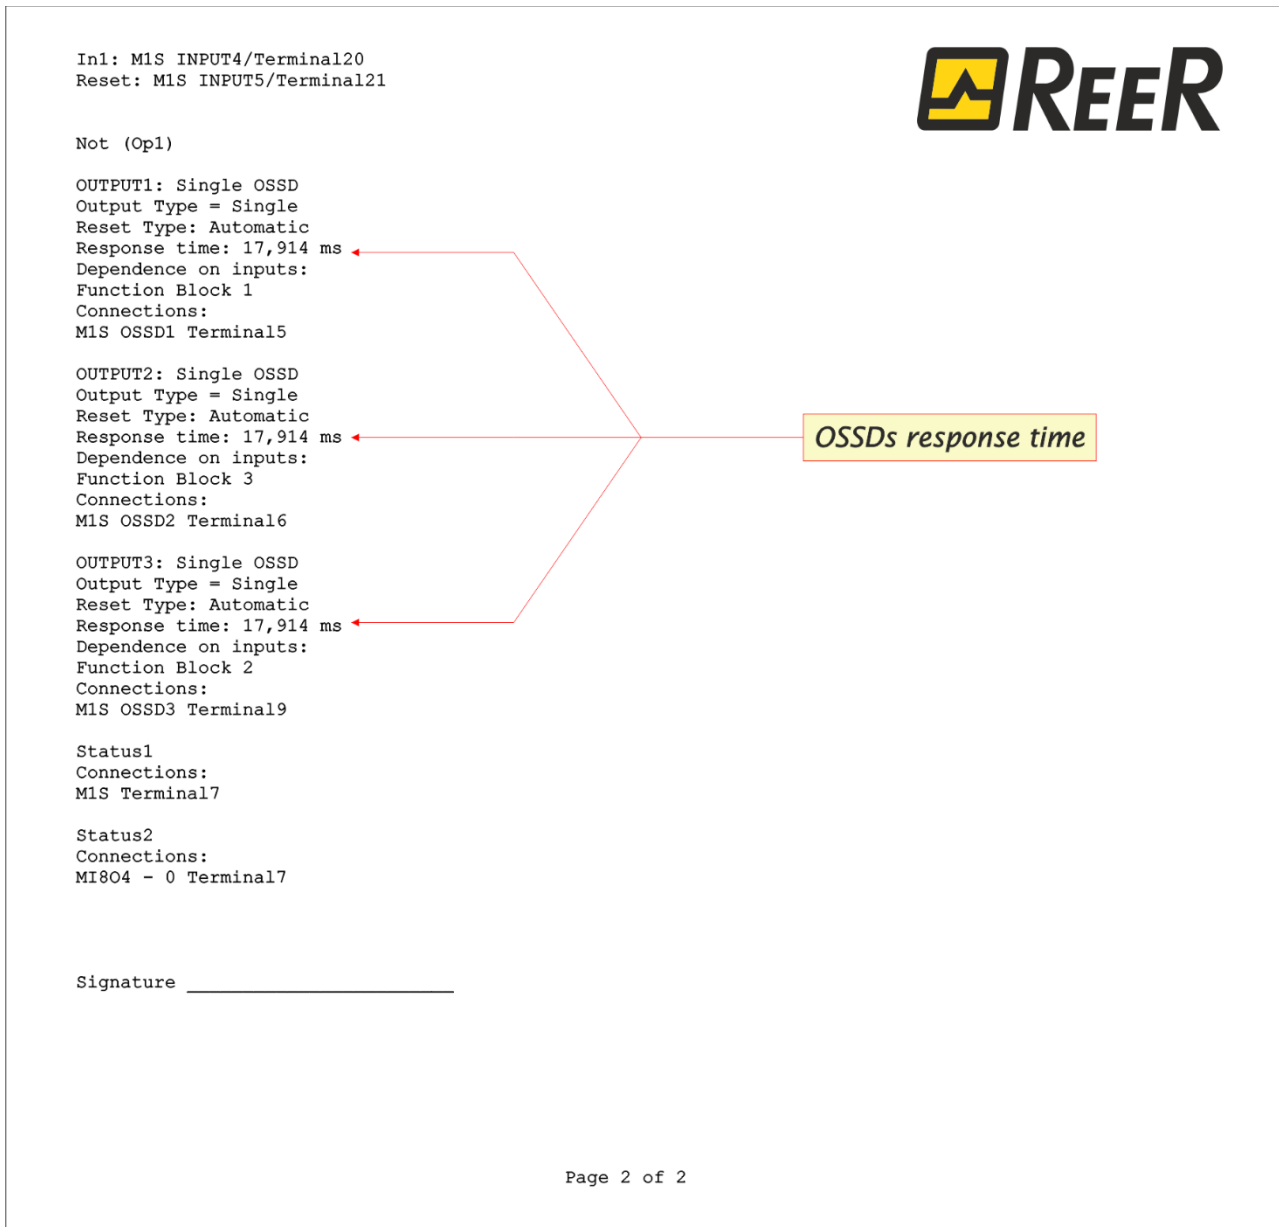 In1: M1S INPUT4/Terminal20
Reset: M1S INPUT5/Terminal21
REER
Not (Op1)
OUTPUT1: Single OSSD
Output Type = Single
Reset Type: Automatic
Response time: 17,914 ms
Dependence on inputs:
Function Block 1
Connections:
M1S OSSD1 Terminal5
OUTPUT2: Single OSSD
Output Type = Single
Reset Type: Automatic
Response time: 17,914 ms
Dependence on inputs:
Function Block 3
Connections:
M1S OSSD2 Terminal6
OSSDs response time
OUTPUT3: Single OSSD
Output Type = Single
Reset Type: Automatic
Response time: 17,914 ms
Dependence on inputs:
Function Block 2
Connections:
M1S OSSD3 Terminal9
Status1
Connections:
M1S Terminal7
Status2
Connections:
MI8O4 - 0 Terminal7
Signature
Page 2 of 2